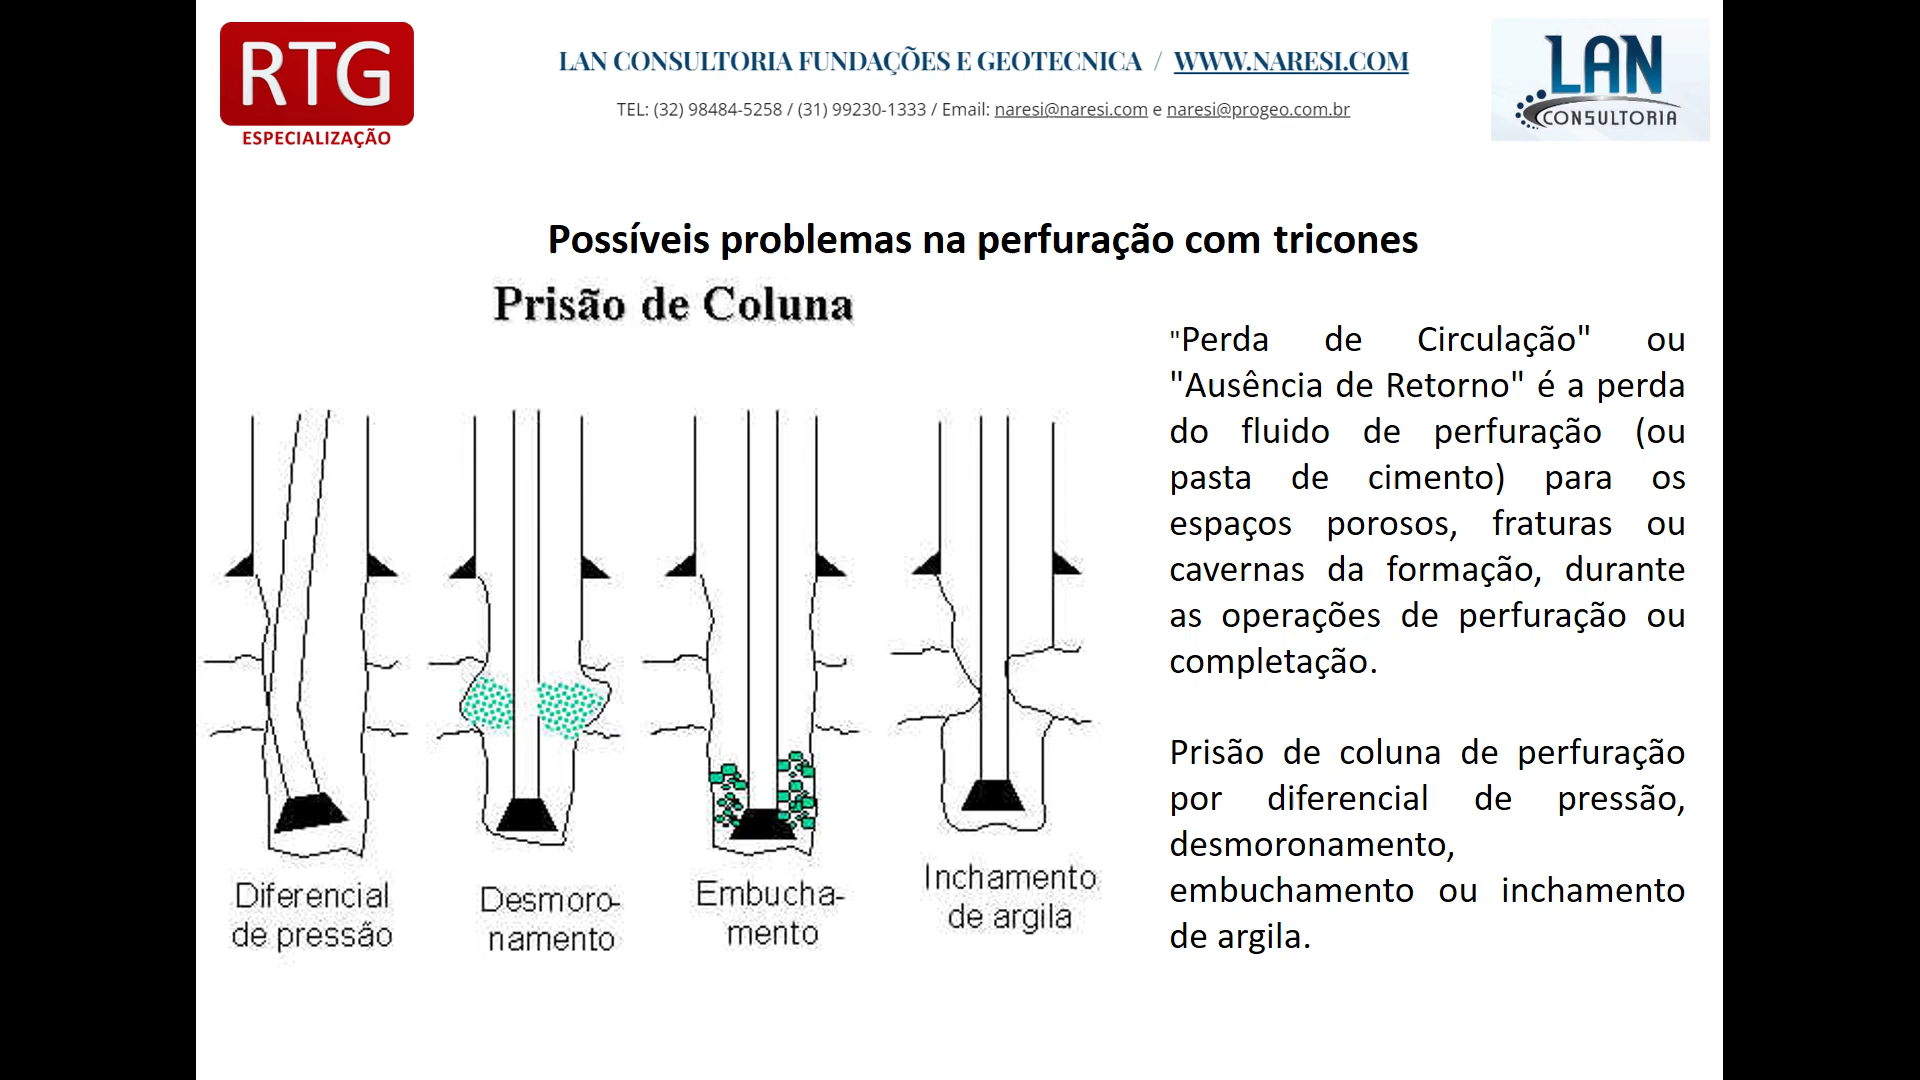 RTG
ESPECIALIZAÇÃO
LAN CONSULTORIA FUNDAÇÕES E GEOTECNICA / WWW.NARESI.COM
TEL: (32) 98484-5258 / (31) 99230-1333 / Email: naresi@naresi.com e naresi@progeo.com.br
LAN
CONSULTORIA
Possíveis problemas na perfuração com tricones
Prisão de Coluna
Diferencial
de pressão
Desmoro-
namento
Embucha-
mento
Inchamento
de argila
"Perda de Circulação" ou
"Ausência de Retorno" é a perda
do fluido de perfuração (ou
pasta de cimento) para os
espaços porosos, fraturas ou
cavernas da formação, durante
as operações de perfuração ou
completação.
Prisão de coluna de perfuração
por diferencial de pressão,
desmoronamento,
embuchamento ou inchamento
de argila.